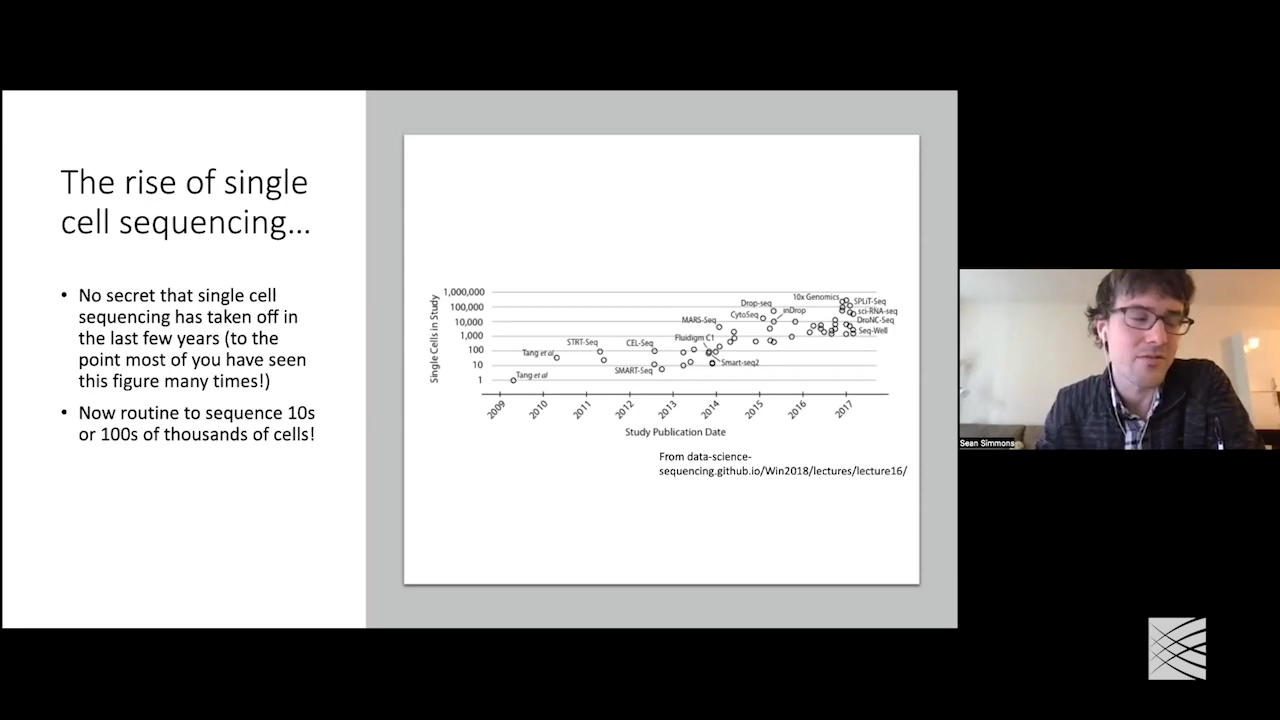 The rise of single
cell sequencing...
• No secret that single cell
sequencing has taken off in
the last few years (to the
point most of you have seen
this figure many times!)
• Now routine to sequence 10s
or 100s of thousands of cells!
Single Cells in Study
1,000,000
100,000
10,000
1,000
100
10
1
10x Genomics
SPLiT-Seq
Drop-seq
sci-RNA-seq
CytoSeq
inDrop
MARS-Seq
DroNC-Seq
Seq-Well
Fluidigm C1
STRT-Seq
CEL-Seq
Tang et al
Smart-seq2
SMART-Seq
Tang et al
2009
2010
2011
2012
2013
2014
2015
2016
2017
Study Publication Date
From data-science-
sequencing.github.io/Win2018/lectures/lecture16/
Sean Simmons